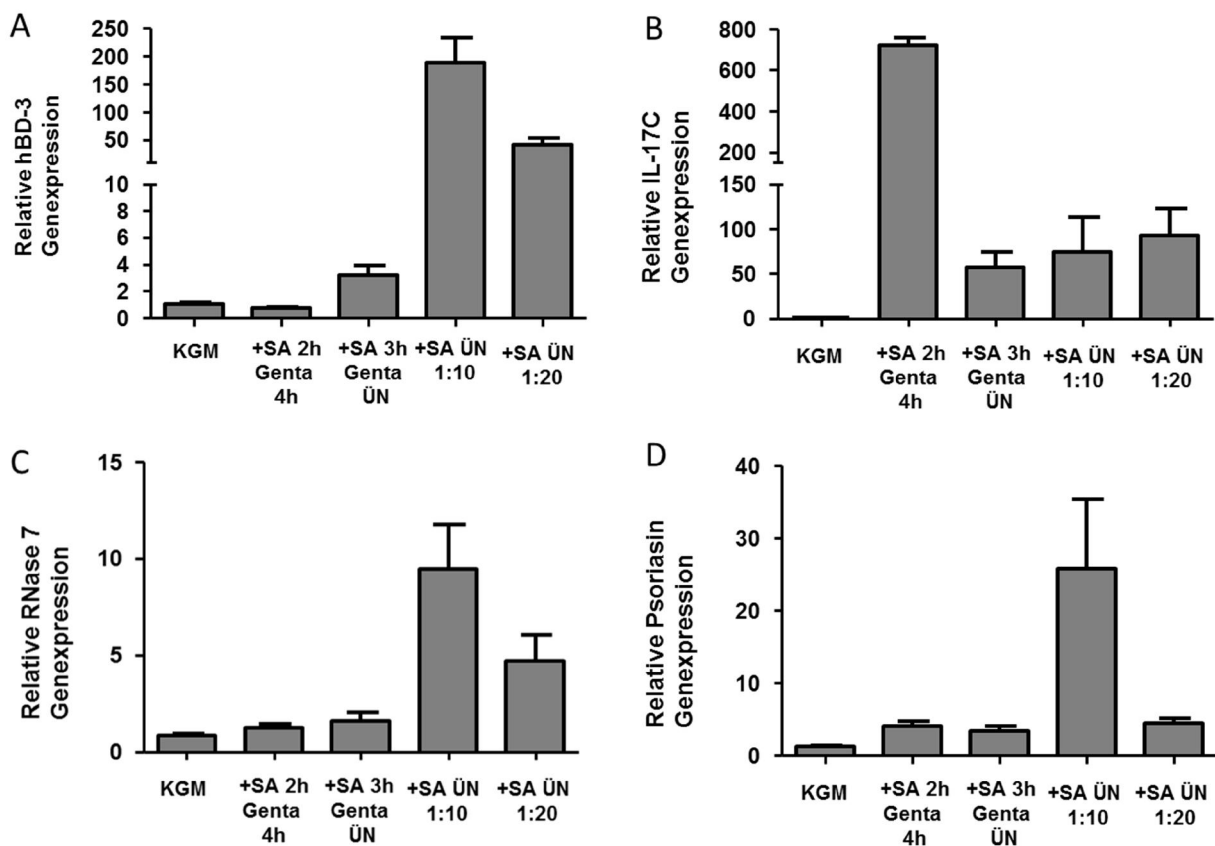 A
Relative hBD-3
Genexpression
250
200
150
100
50
10
8
6
4
2
0
KGM
+SA 2h
Genta
4h
+SA 3h
Genta
ÜN
+SA ÜN
1:10
+SA ÜN
1:20
B
Relative IL-17C
Genexpression
800
600
400
200
150
100
50
0
KGM
+SA 2h
Genta
4h
+SA 3h
Genta
ÜN
+SA ÜN
1:10
+SA ÜN
1:20
C
Relative RNase 7
Genexpression
15
10
5
0
KGM
+SA 2h
Genta
4h
+SA 3h
Genta
ÜN
+SA ÜN
1:10
+SA ÜN
1:20
D
Relative Psoriasin
Genexpression
40
30
20
10
0
KGM
+SA 2h
Genta
4h
+SA 3h
Genta
ÜN
+SA ÜN
1:10
+SA ÜN
1:20